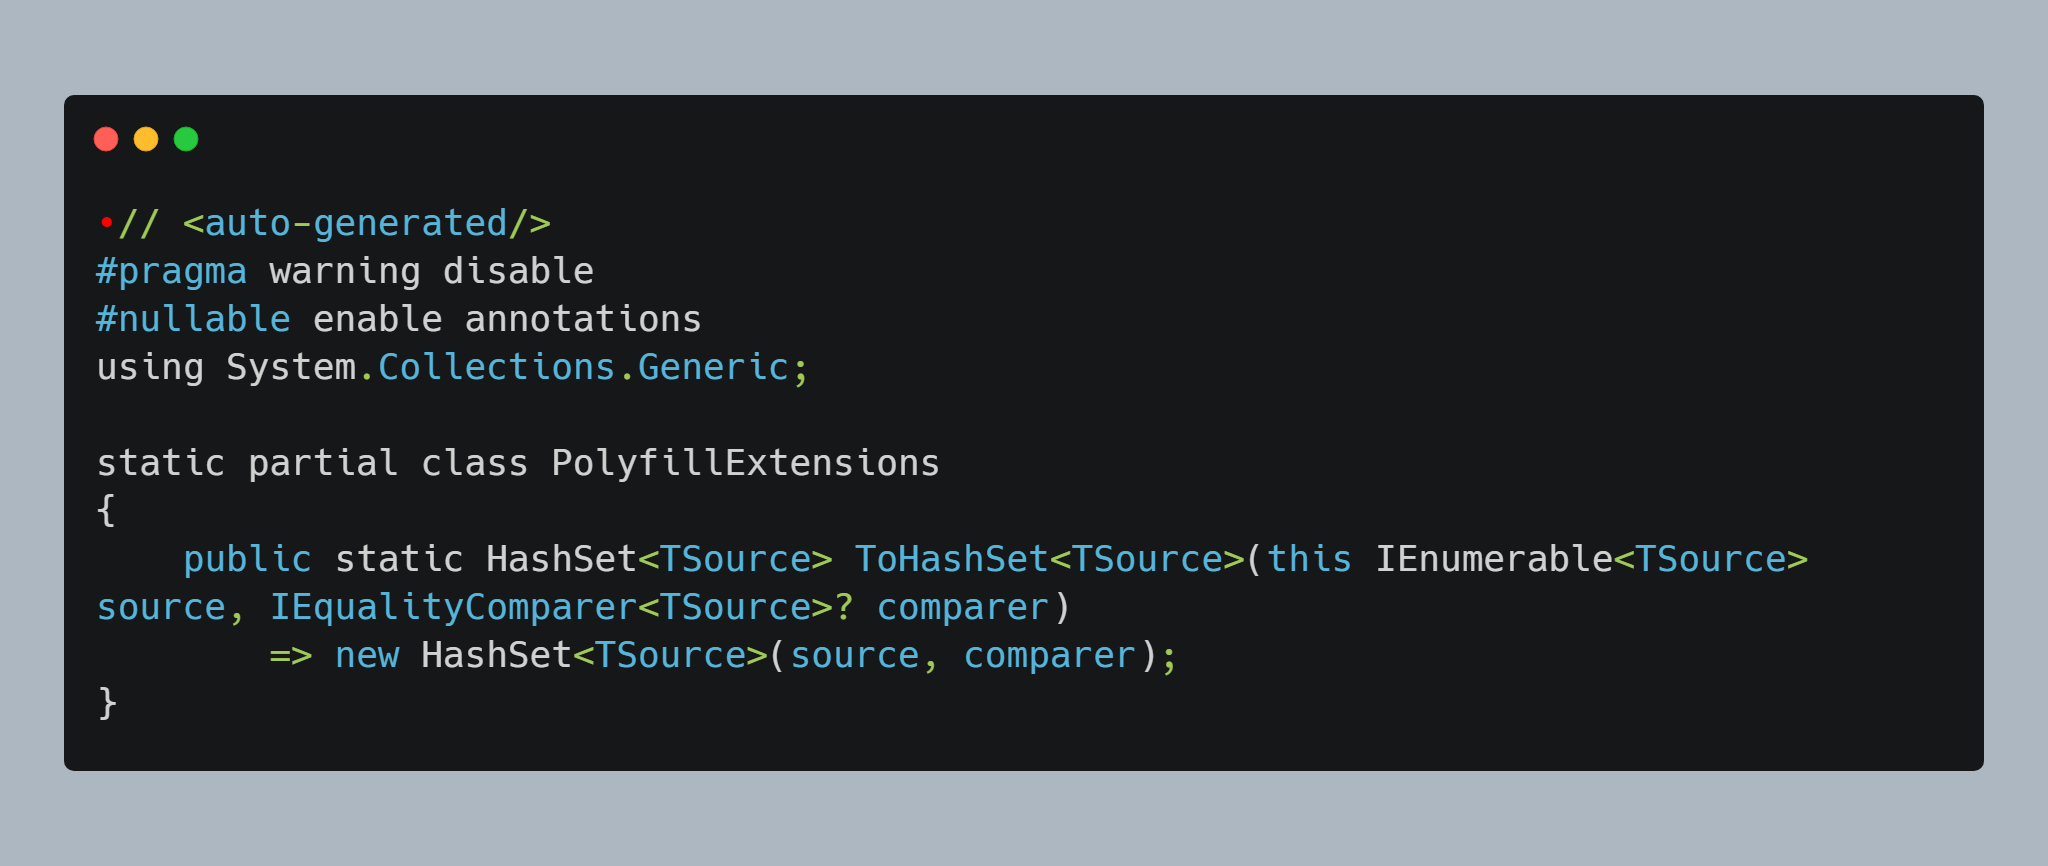 •// <auto-generated/>
#pragma warning disable
#nullable enable annotations
using System.Collections.Generic;

static partial class PolyfillExtensions
{
    public static HashSet<TSource> ToHashSet<TSource>(this IEnumerable<TSource>
source, IEqualityComparer<TSource>? comparer)
        => new HashSet<TSource>(source, comparer);
}